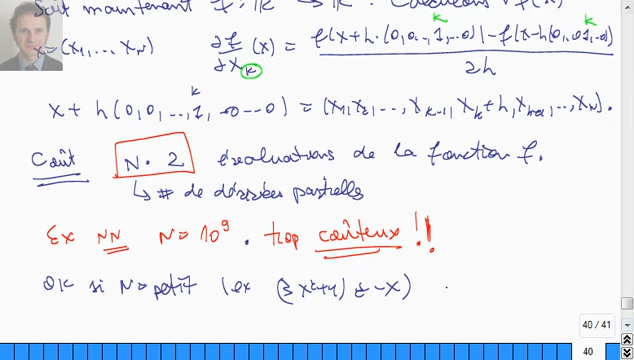 Soit maintenant f: ℝᴺ → ℝ. Calculons ∇f(x)
x=(x₁,...,x_N) ∂f/∂x_k (x) = (f(x+h·(0,0...,1,...0)) - f(x-h(0,..0,1,..0)))/2h
k k
x + h(0,0,...,1,...0...0) = (x₁,x₂,...,x_{k-1}, x_k+h, x_{k+1},...,x_N).
k
Coût N·2 évaluations de la fonction f.
↳ # de dérivées partielles
Ex NN N=10⁹. trop coûteux !!
OK si N=petit (ex
40 / 41
40